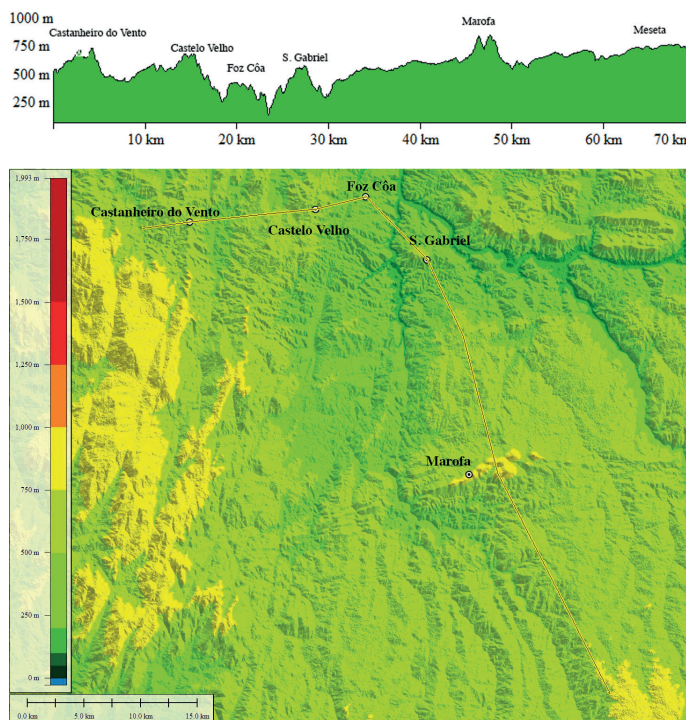 1000 m
Marofa
Castanheiro do Vento
Meseta
750 m
Castelo Velho
S. Gabriel
Foz Côa
500 m
250 m
10 km
20 km
30 km
40 km
50 km
60 km
70 km
1,993 m
Foz Côa
Castanheiro do Vento
Castelo Velho
1,750 m
S. Gabriel
1,500 m
1,250 m
1,000 m
Marofa
750 m
500 m
250 m
0 m
0.0 km 5.0 km 10.0 km 15.0 km